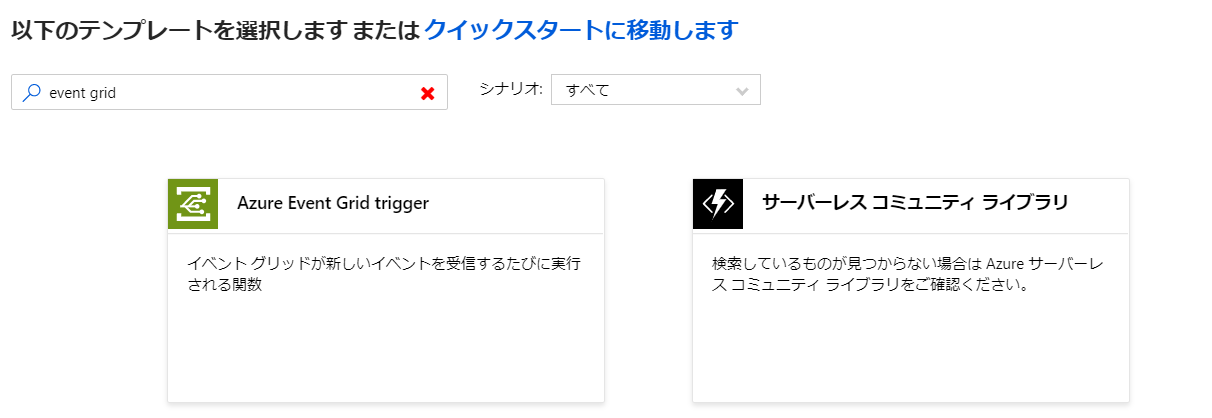 以下のテンプレートを選択します または クイックスタートに移動します
event grid
シナリオ: すべて
Azure Event Grid trigger
イベント グリッドが新しいイベントを受信するたびに実行
される関数
サーバーレス コミュニティ ライブラリ
検索しているものが見つからない場合は Azure サーバーレ
ス コミュニティ ライブラリをご確認ください。